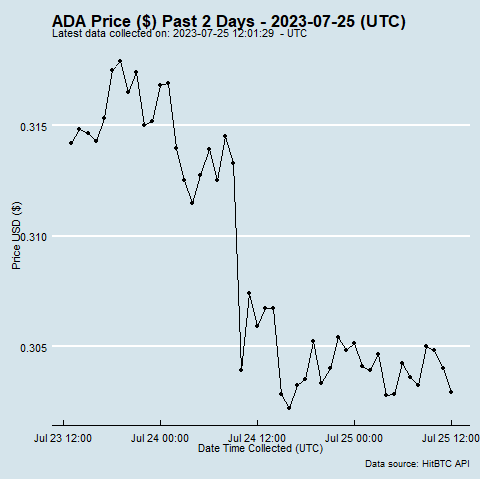 ADA Price ($) Past 2 Days - 2023-07-25 (UTC)
Latest data collected on: 2023-07-25 12:01:29  - UTC
0.315
0.310
0.305
Price USD ($)
Jul 23 12:00 Jul 24 00:00 Jul 24 12:00 Jul 25 00:00 Jul 25 12:00
Date Time Collected (UTC)
Data source: HitBTC API